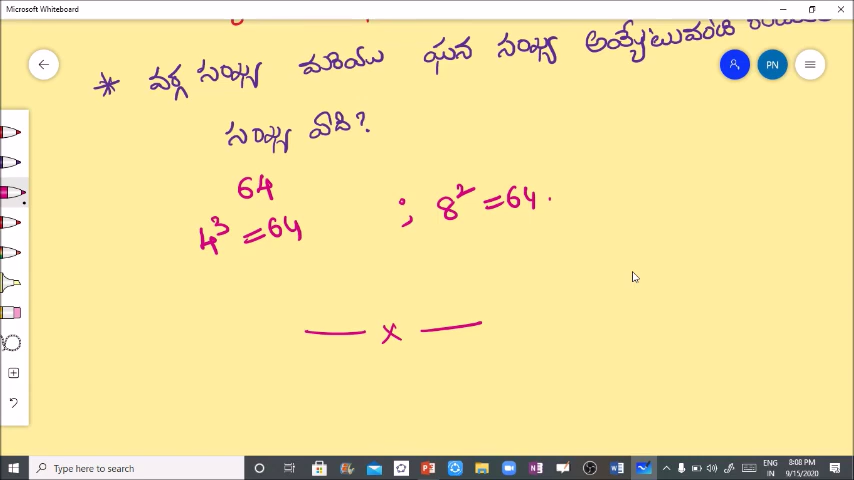 Microsoft Whiteboard
* వర్గ సంఖ్య మరియు ఘన సంఖ్య
PN
సంఖ్య ఏది?
64
4³ = 64 ; 8² = 64.
— x —
Type here to search
ENG
IN
8:08 PM
9/15/2020